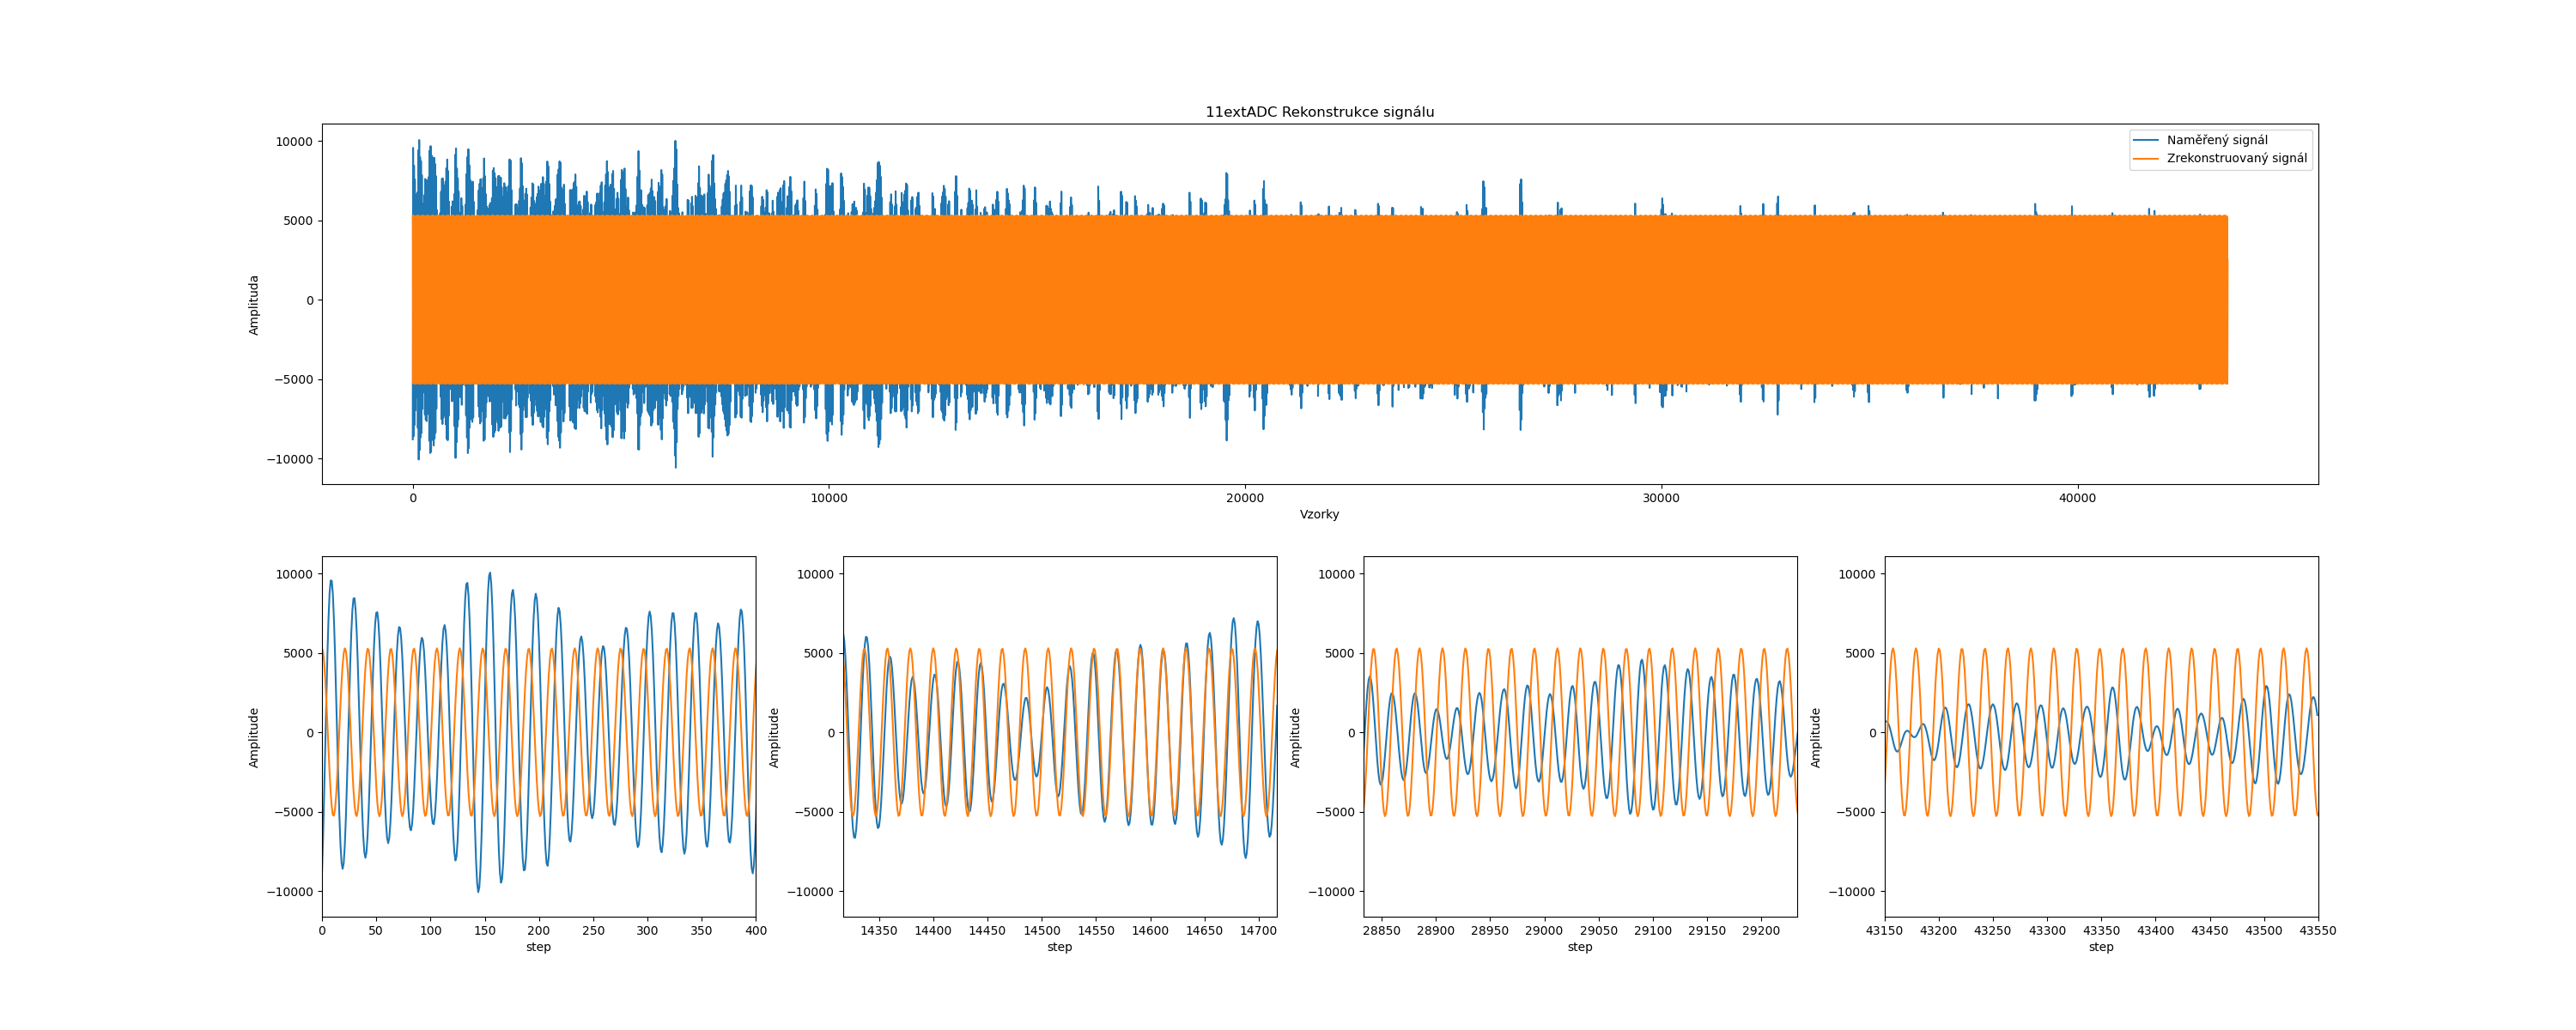 11extADC Rekonstrukce signálu
Naměřený signál
Zrekonstruovaný signál
Amplituda
10000
5000
0
−5000
−10000
0 10000 20000 30000 40000
Vzorky
Amplitude
10000
5000
0
−5000
−10000
0 50 100 150 200 250 300 350 400
step
Amplitude
10000
5000
0
−5000
−10000
14350 14400 14450 14500 14550 14600 14650 14700
step
Amplitude
10000
5000
0
−5000
−10000
28850 28900 28950 29000 29050 29100 29150 29200
step
Amplitude
10000
5000
0
−5000
−10000
43150 43200 43250 43300 43350 43400 43450 43500 43550
step